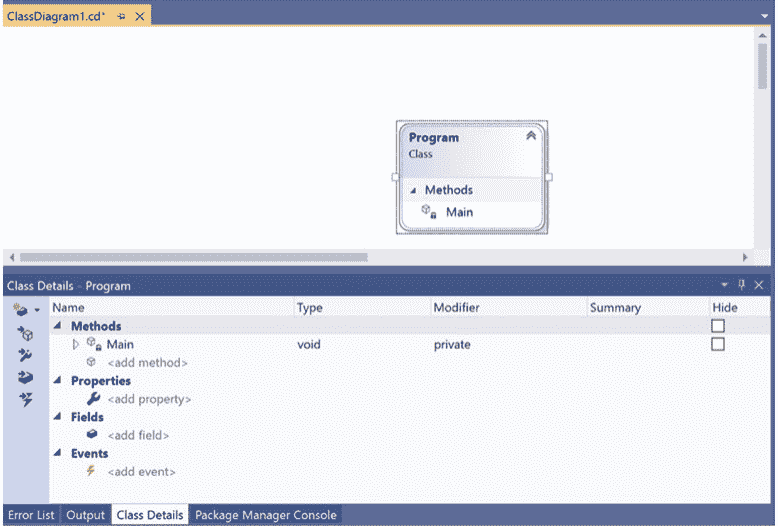 ClassDiagram1.cd*
Program
Class
Methods
Main
Class Details - Program
Name Type Modifier Summary Hide
Methods
Main void private
<add method>
Properties
<add property>
Fields
<add field>
Events
<add event>
Error List Output Class Details Package Manager Console